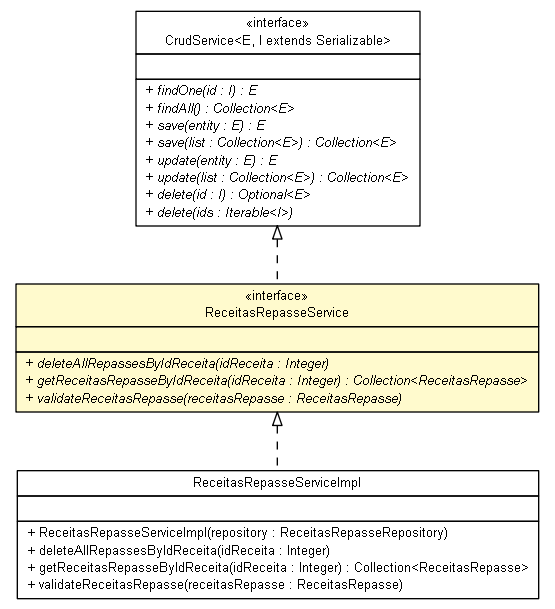 «interface»
CrudService<E, I extends Serializable>
+ findOne(id : I) : E
+ findAll() : Collection<E>
+ save(entity : E) : E
+ save(list : Collection<E>) : Collection<E>
+ update(entity : E) : E
+ update(list : Collection<E>) : Collection<E>
+ delete(id : I) : Optional<E>
+ delete(ids : Iterable<I>)
«interface»
ReceitasRepasseService
+ deleteAllRepassesByIdReceita(idReceita : Integer)
+ getReceitasRepasseByIdReceita(idReceita : Integer) : Collection<ReceitasRepasse>
+ validateReceitasRepasse(receitasRepasse : ReceitasRepasse)
ReceitasRepasseServiceImpl
+ ReceitasRepasseServiceImpl(repository : ReceitasRepasseRepository)
+ deleteAllRepassesByIdReceita(idReceita : Integer)
+ getReceitasRepasseByIdReceita(idReceita : Integer) : Collection<ReceitasRepasse>
+ validateReceitasRepasse(receitasRepasse : ReceitasRepasse)